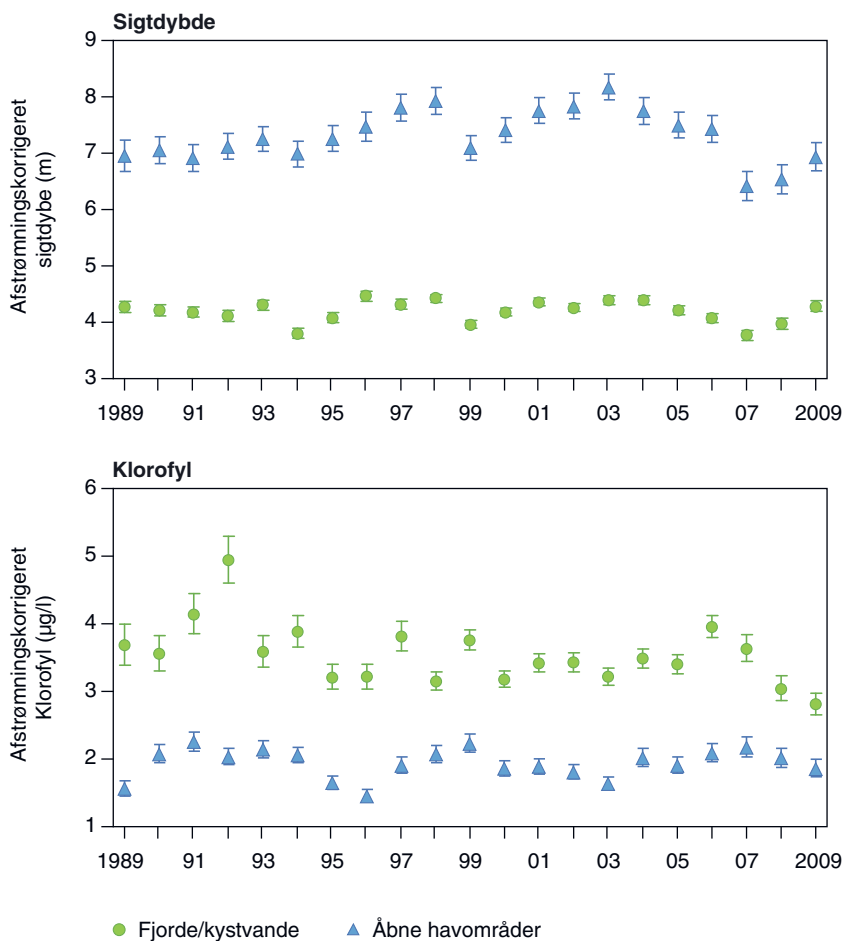 Sigtdybde
Afstrømningskorrigeret
sigtdybe (m)
9
8
7
6
5
4
3
1989 91 93 95 97 99 01 03 05 07 2009
Klorofyl
Afstrømningskorrigeret
Klorofyl (µg/l)
6
5
4
3
2
1
1989 91 93 95 97 99 01 03 05 07 2009
Fjorde/kystvande Åbne havområder